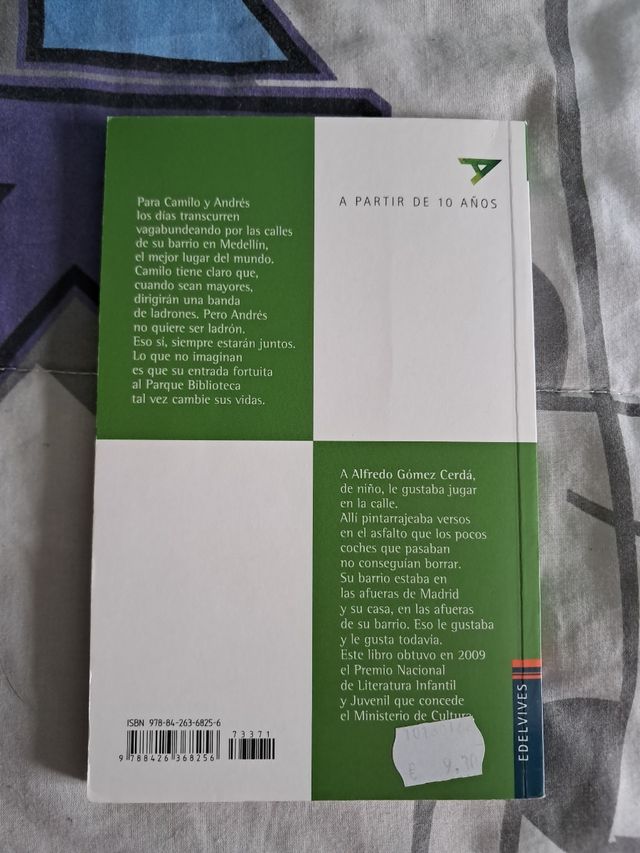 A PARTIR DE 10 AÑOS
Para Camilo y Andrés
los días transcurren
vagabundeando por las calles
de su barrio en Medellín,
el mejor lugar del mundo.
Camilo tiene claro que,
cuando sean mayores,
dirigirán una banda
de ladrones. Pero Andrés
no quiere ser ladrón.
Eso sí, siempre estarán juntos.
Lo que no imaginan
es que su entrada fortuita
al Parque Biblioteca
tal vez cambie sus vidas.
A Alfredo Gómez Cerdá,
de niño, le gustaba jugar
en la calle.
Allí pintarrajeaba versos
en el asfalto que los pocos
coches que pasaban
no conseguían borrar.
Su barrio estaba en
las afueras de Madrid
y su casa, en las afueras
de su barrio. Eso le gustaba
y le gusta todavía.
Este libro obtuvo en 2009
el Premio Nacional
de Literatura Infantil
y Juvenil que concede
el Ministerio de Cultura
ISBN 978-84-263-6825-6
73371
9 788426 368256
€
EDELVIVES